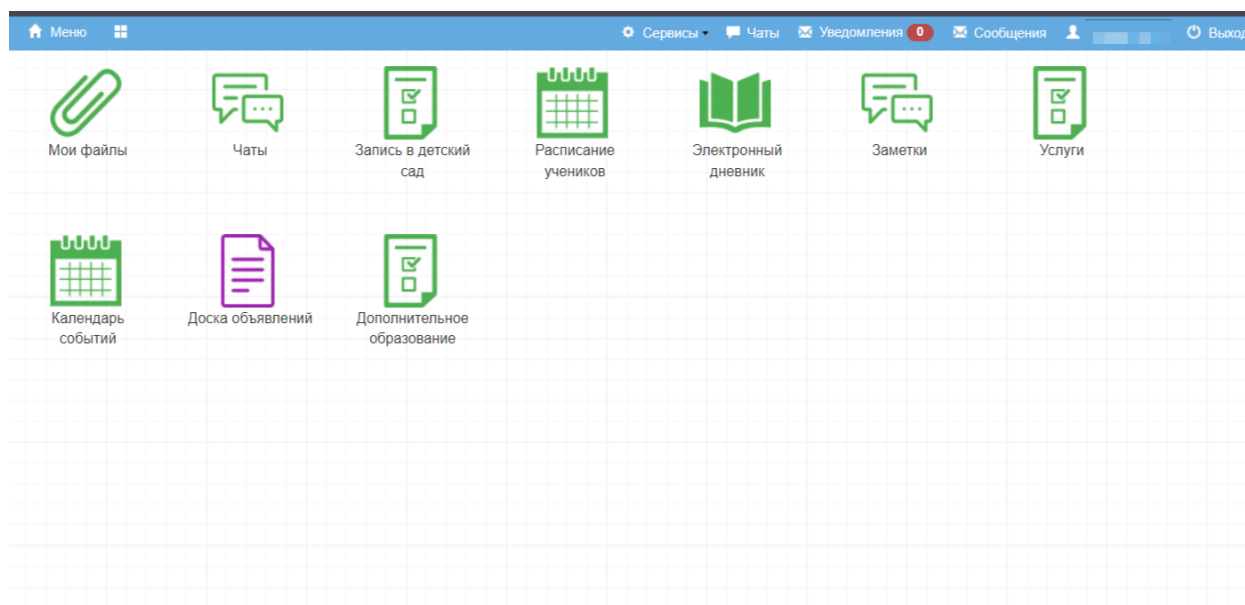 Меню
Сервисы Чаты Уведомления 0 Сообщения Выход
Мои файлы
Чаты
Запись в детский
сад
Расписание
учеников
Электронный
дневник
Заметки
Услуги
Календарь
событий
Доска объявлений
Дополнительное
образование